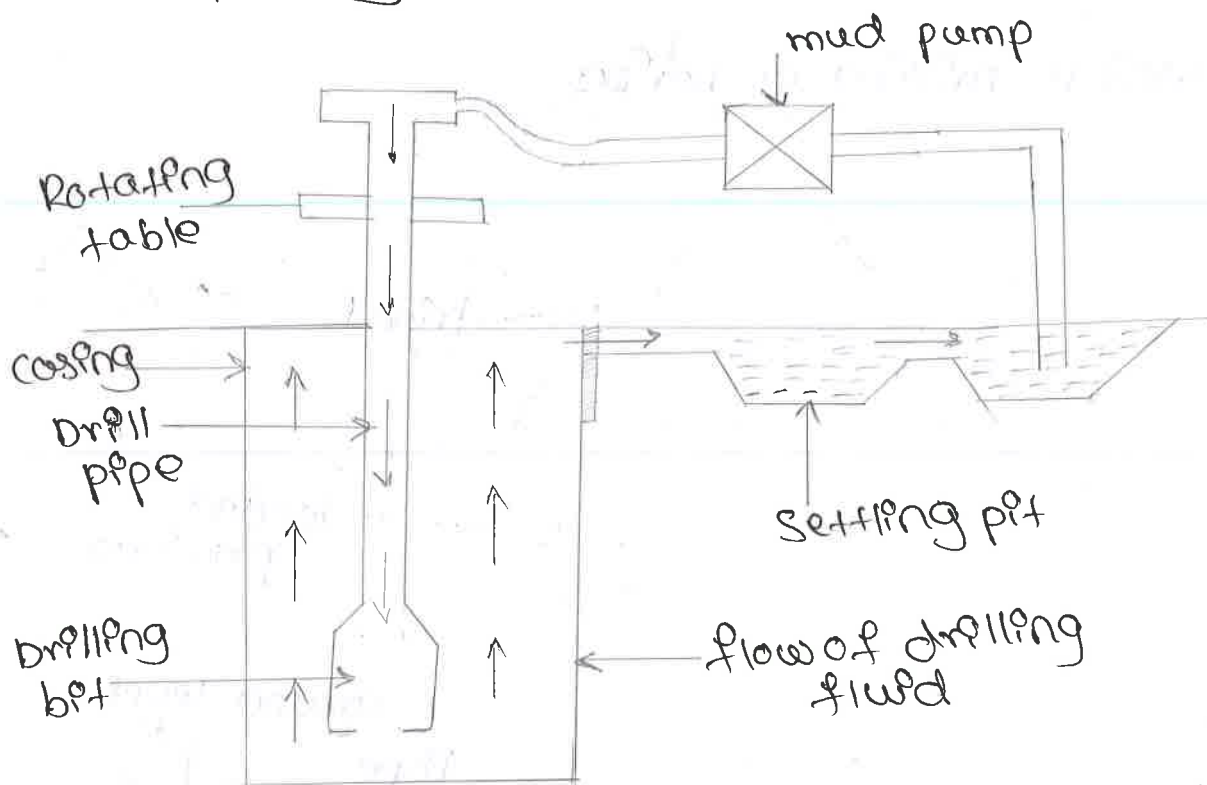 mud pump
Rotating
table
casing
Drill
pipe
settling pit
Drilling
bit
flow of drilling
fluid